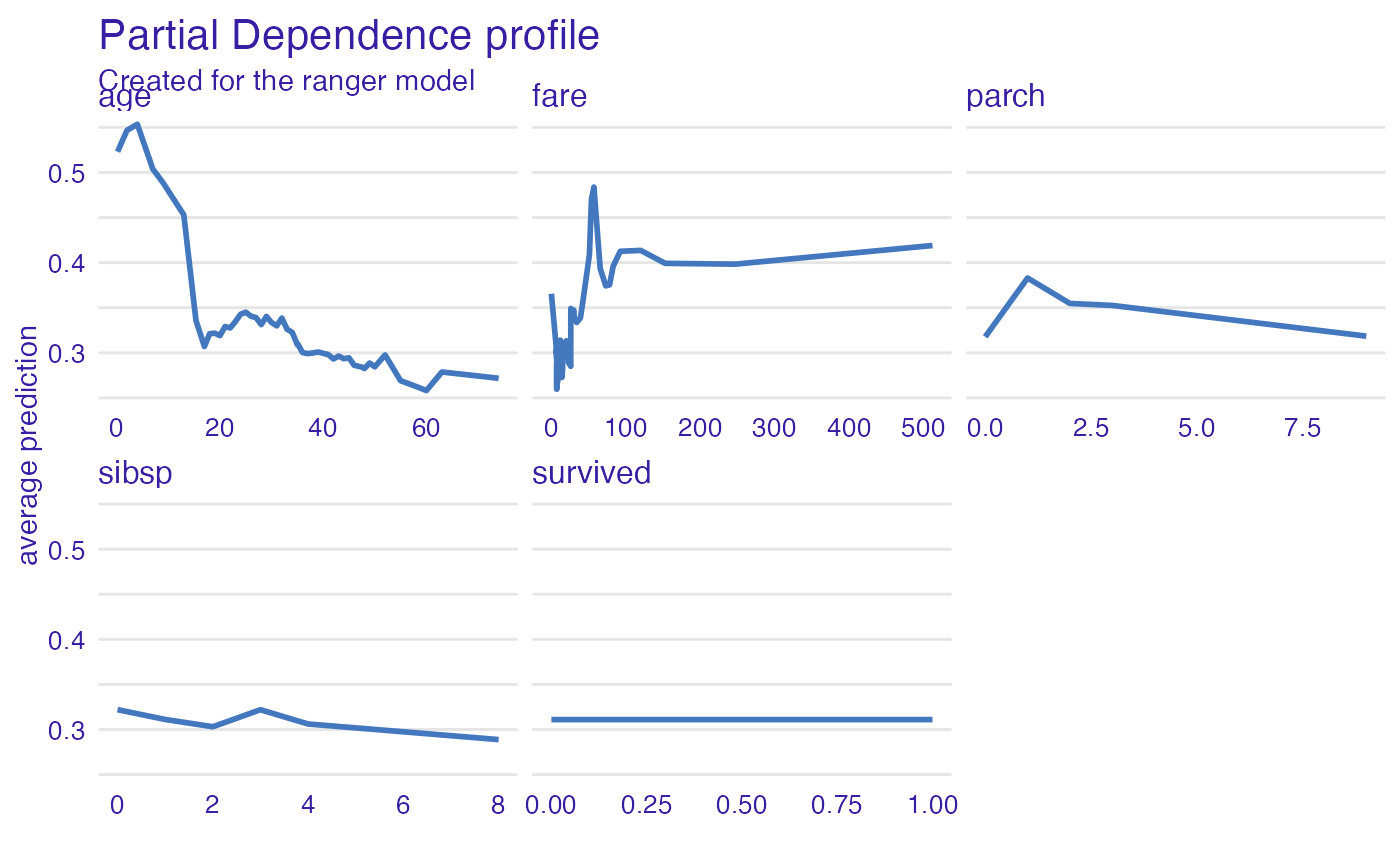 Partial Dependence profile
Created for the ranger model
age fare parch
0.5
0.4
0.3
0 20 40 60 0 100 200 300 400 500 0.0 2.5 5.0 7.5
average prediction
sibsp survived
0.5
0.4
0.3
0 2 4 6 8 0.00 0.25 0.50 0.75 1.00